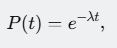 P(t) = e^{-λt},